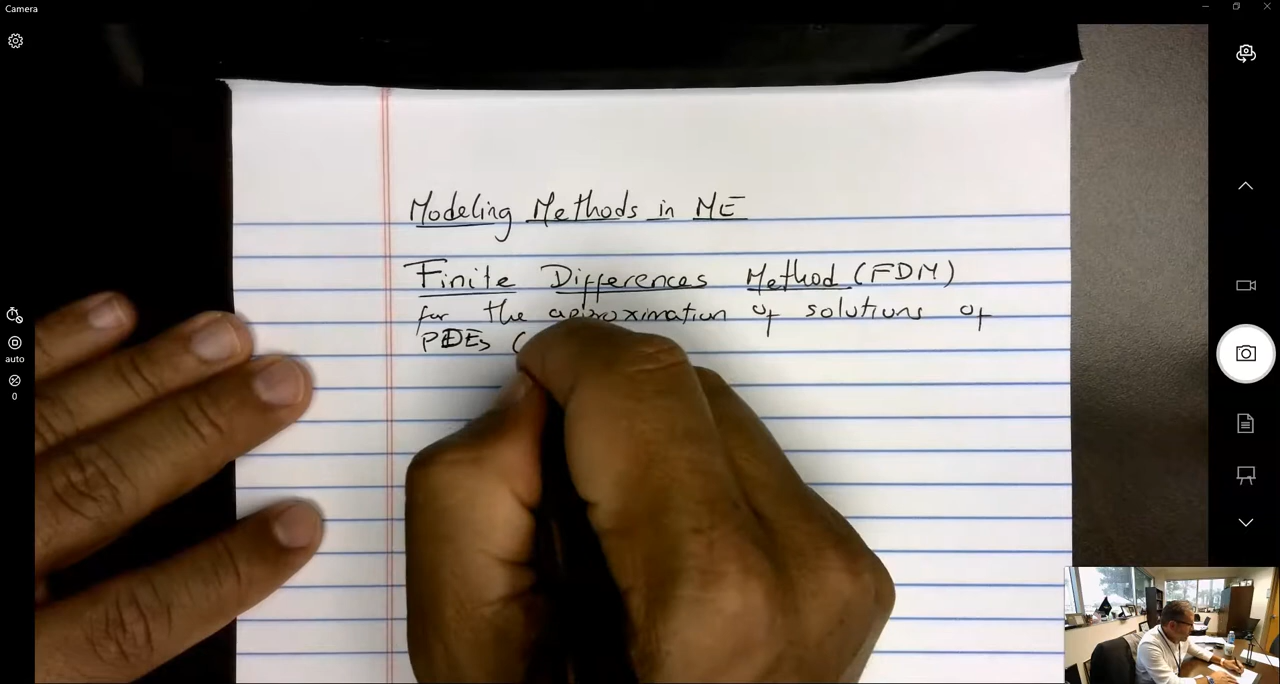 Camera
Modeling Methods in ME
Finite Differences Method (FDM)
for the approximation of solutions of
PDEs (
auto
0